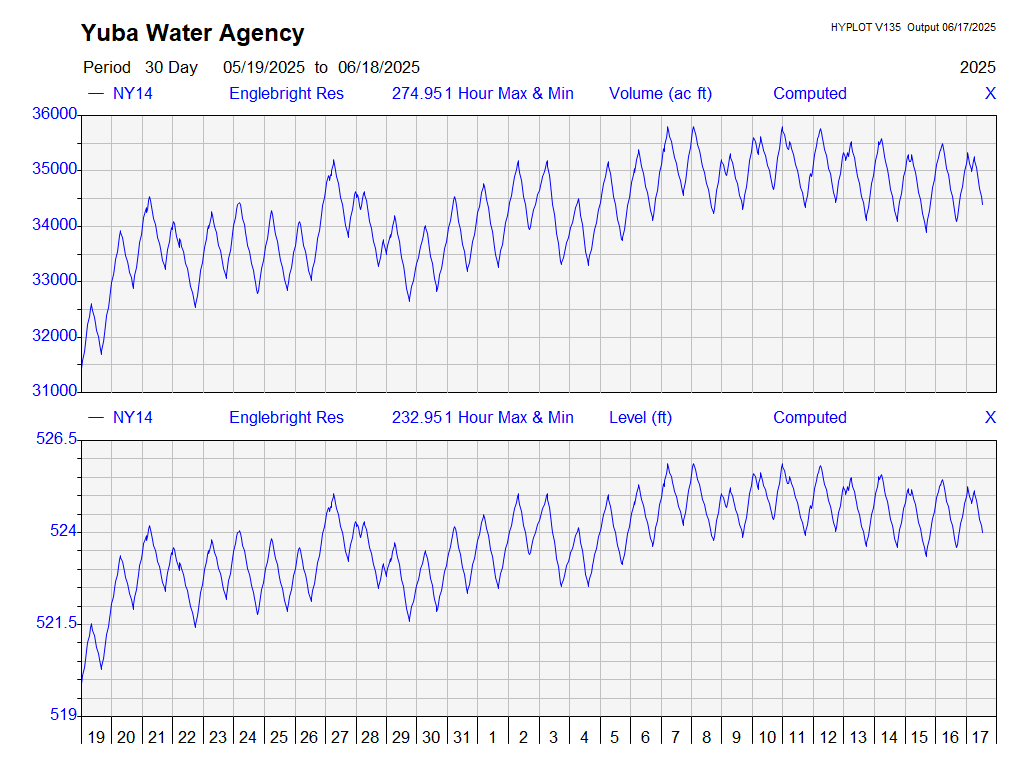 Yuba Water Agency
HYPLOT V135 Output 06/17/2025
Period 30 Day 05/19/2025 to 06/18/2025 2025
NY14 Englebright Res 274.95 1 Hour Max & Min Volume (ac ft) Computed X
36000
35000
34000
33000
32000
31000
NY14 Englebright Res 232.95 1 Hour Max & Min Level (ft) Computed X
526.5
524
521.5
519
19 20 21 22 23 24 25 26 27 28 29 30 31 1 2 3 4 5 6 7 8 9 10 11 12 13 14 15 16 17